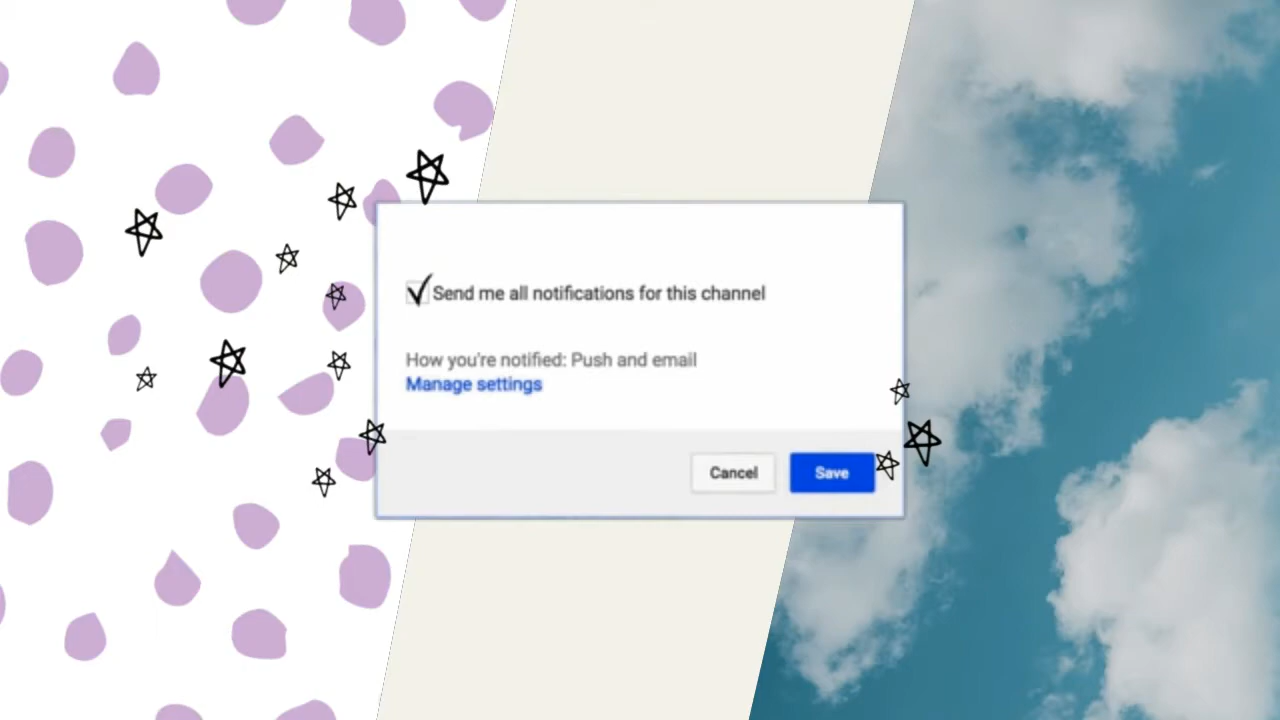 Send me all notifications for this channel
How you're notified: Push and email
Manage settings
Cancel Save